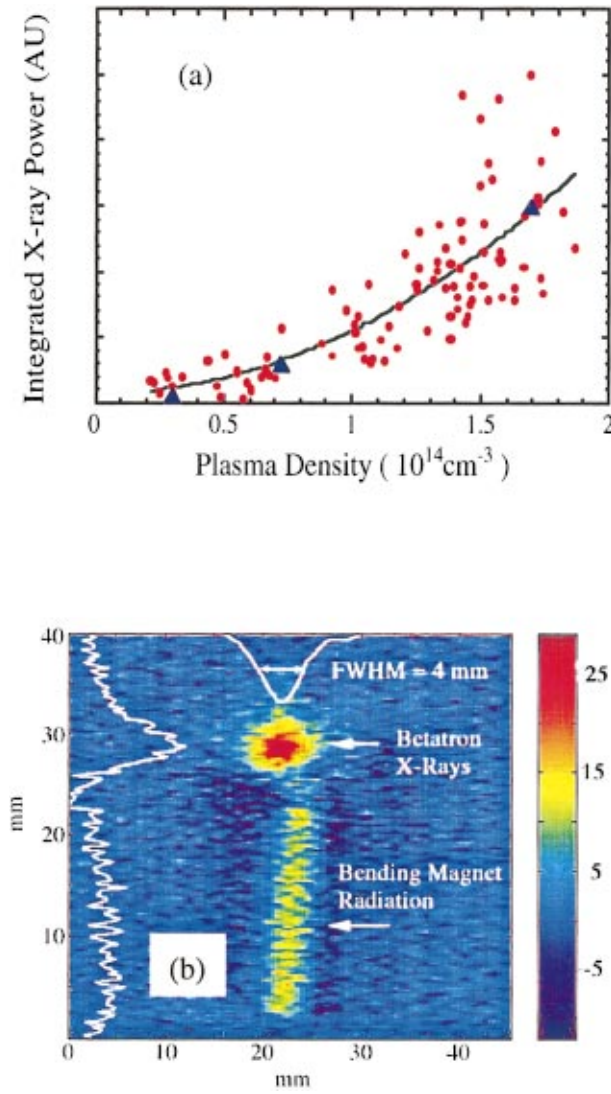 (a)
Integrated X-ray Power (AU)
0
0.5
1
1.5
2
Plasma Density ( 10¹⁴cm⁻³ )
40
30
20
10
0
mm
FWHM = 4 mm
Betatron
X-Rays
Bending Magnet
Radiation
(b)
0
10
20
30
40
mm
25
15
5
-5